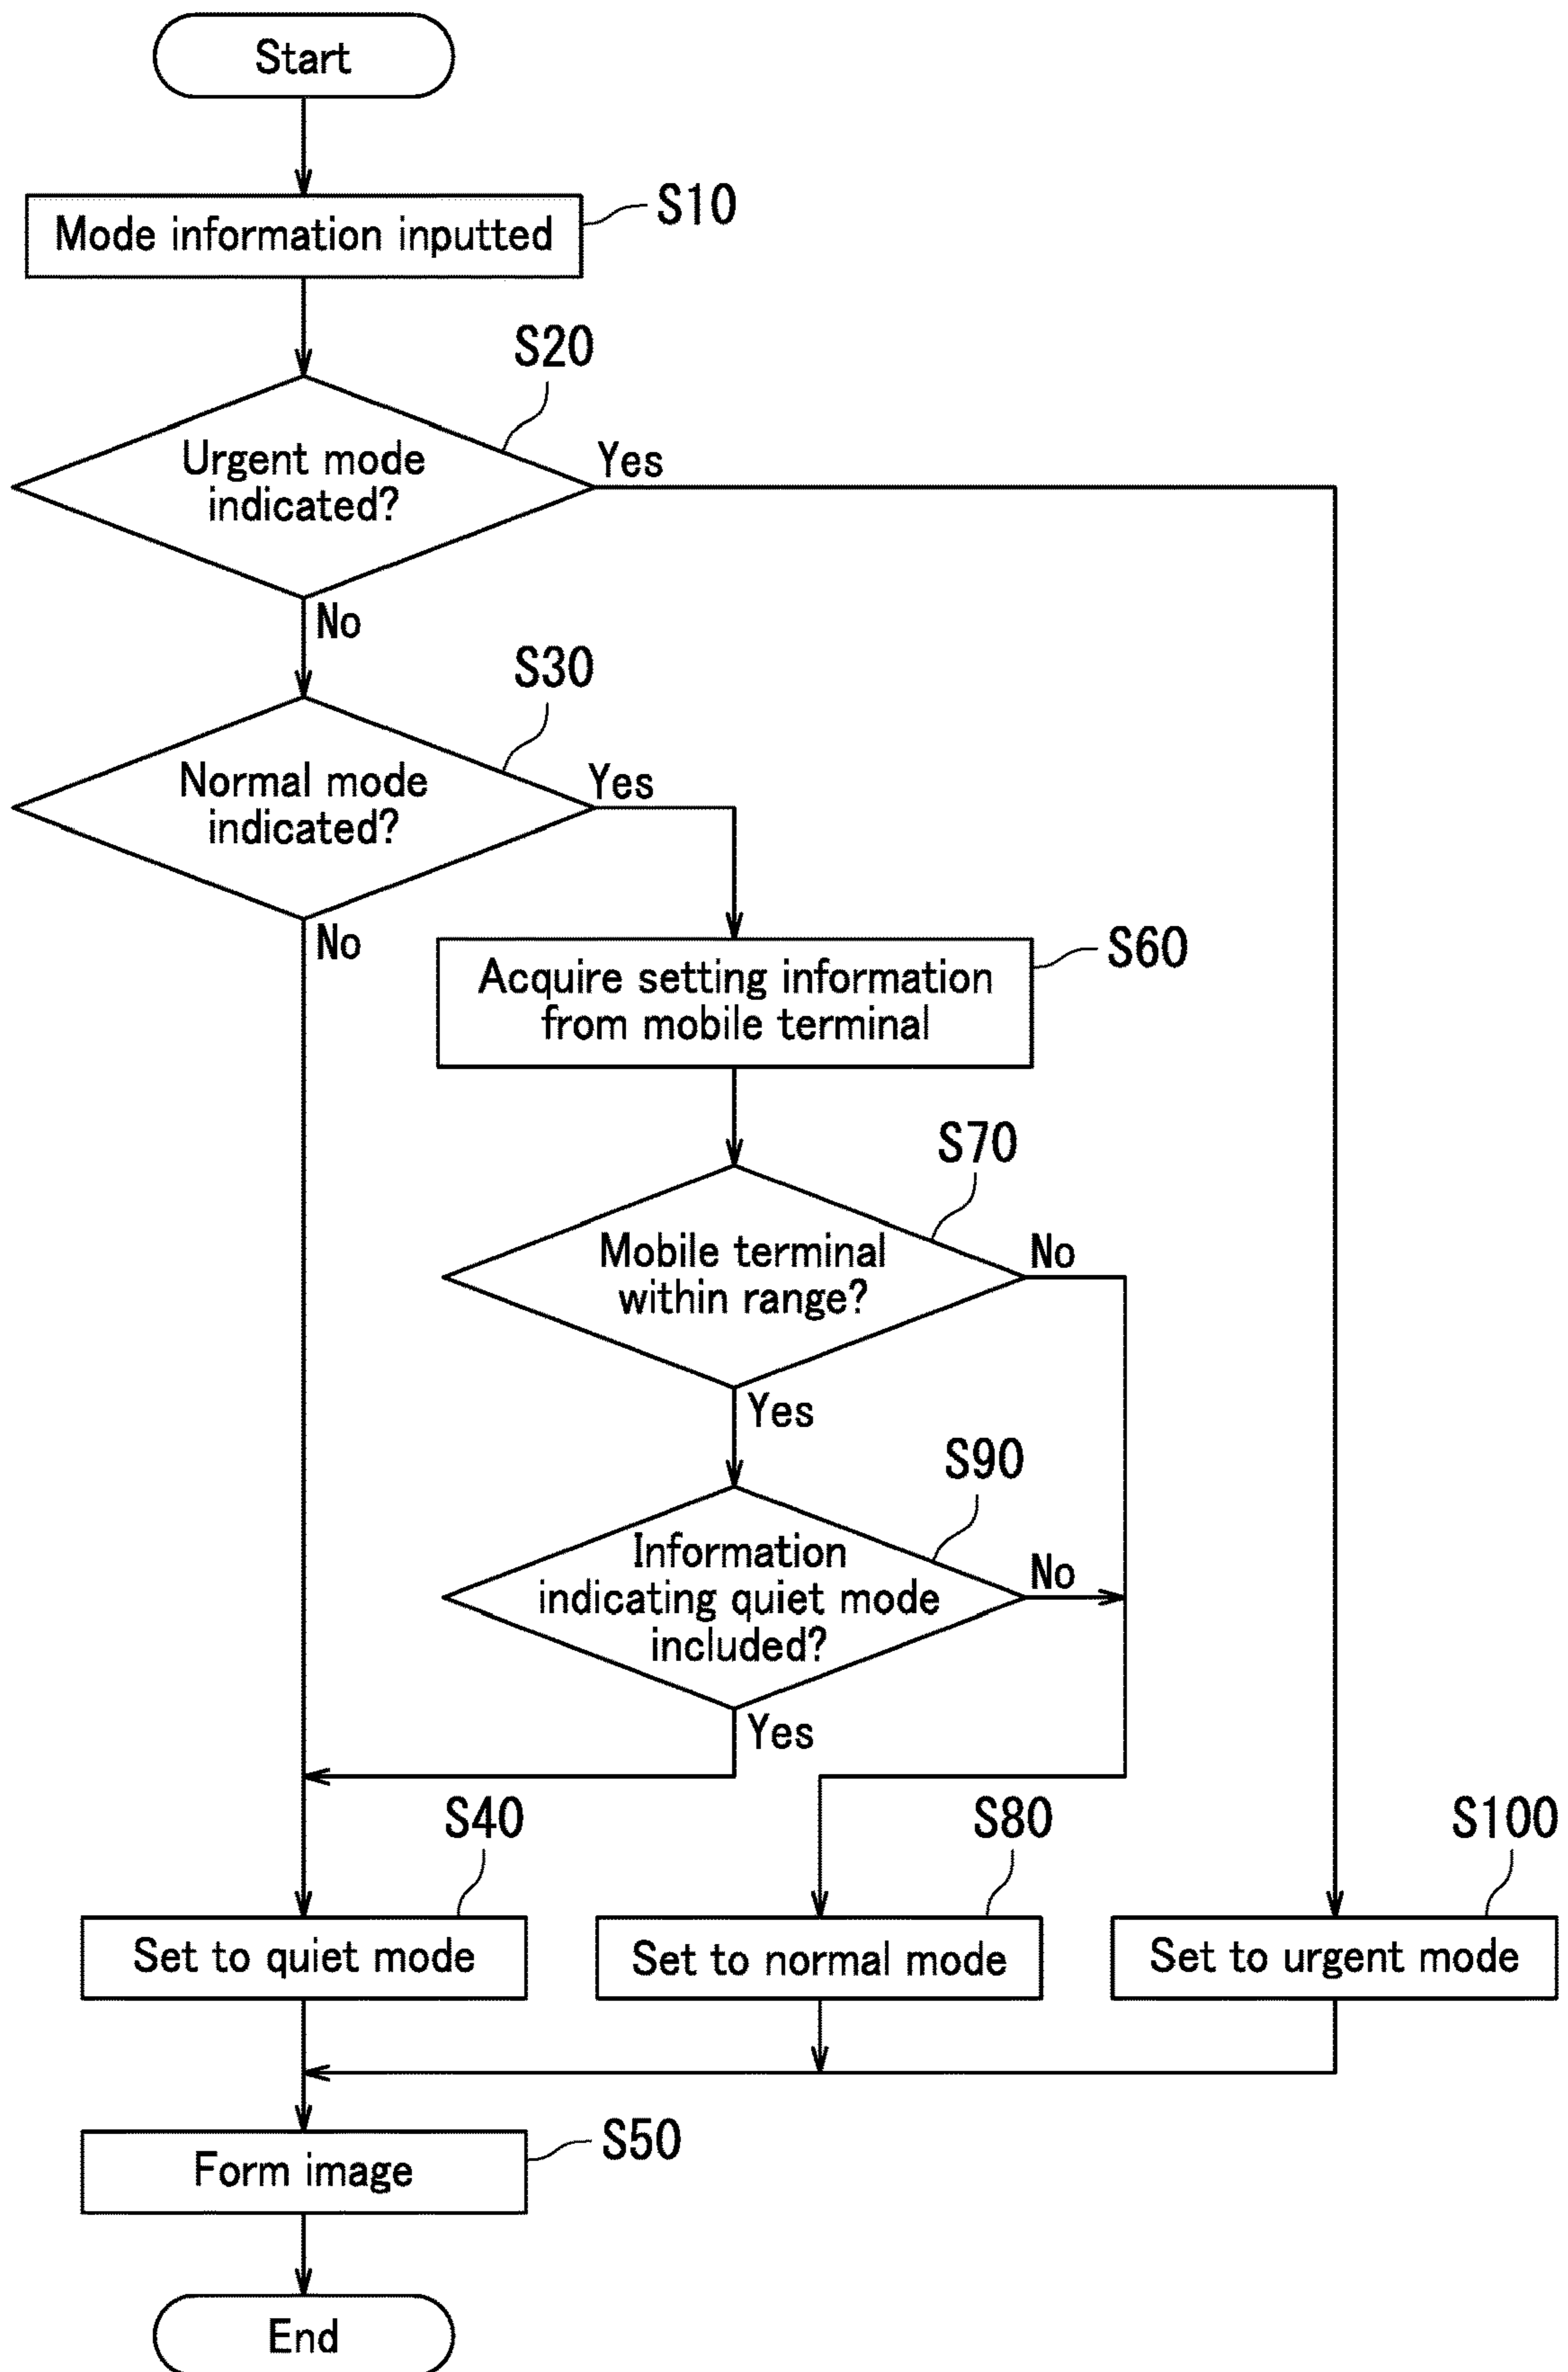 Start
S10
Mode information inputted
S20
Urgent mode
indicated?
Yes
No
S30
Normal mode
indicated?
Yes
No
S60
Acquire setting information
from mobile terminal
S70
Mobile terminal
within range?
No
Yes
S90
Information
indicating quiet mode
included?
No
Yes
S40
S80
S100
Set to quiet mode
Set to normal mode
Set to urgent mode
S50
Form image
End